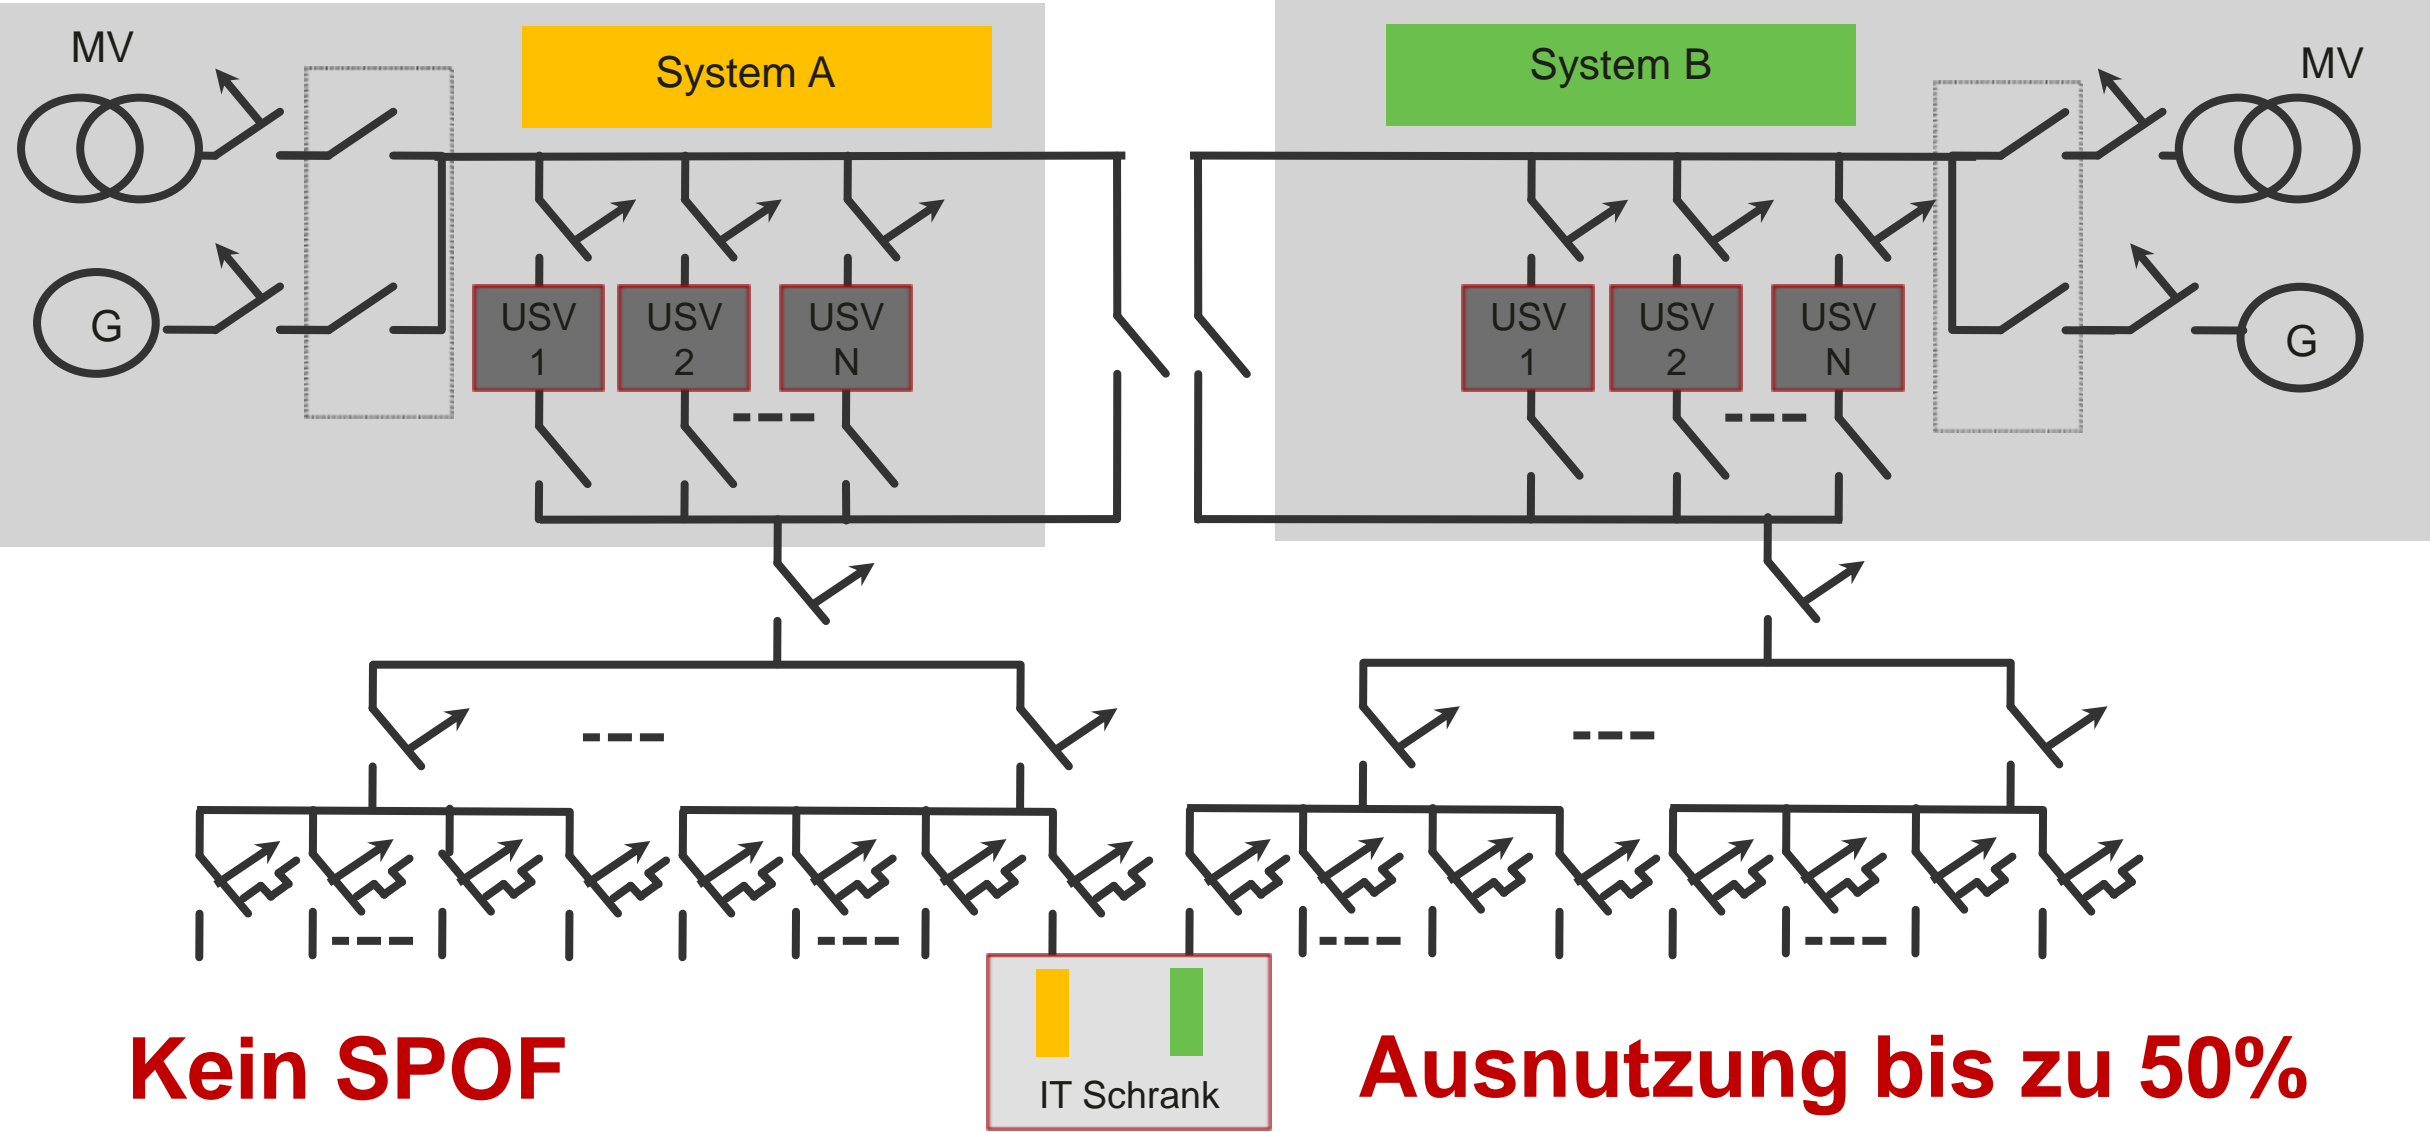 MV
System A
System B
MV
G
USV
1
USV
2
USV
N
USV
1
USV
2
USV
N
G
Kein SPOF
IT Schrank
Ausnutzung bis zu 50%